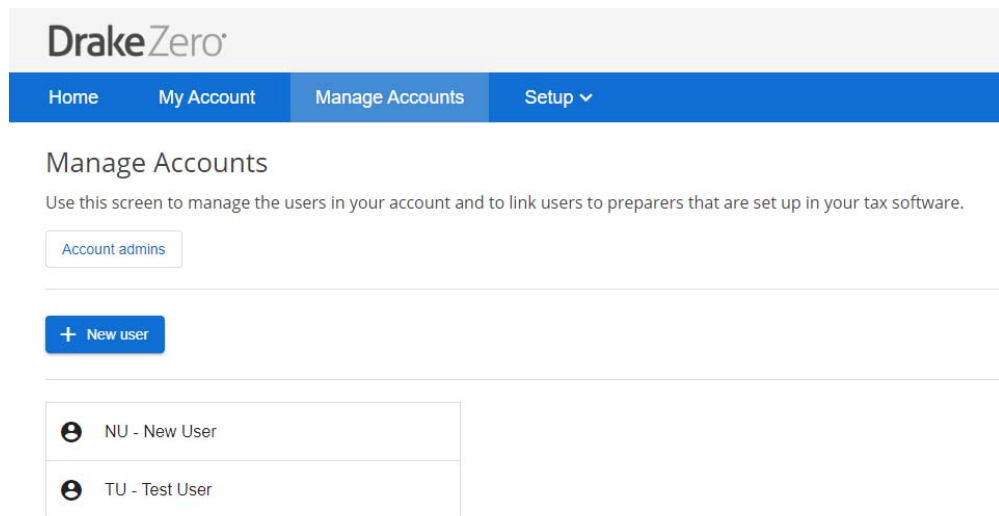 DrakeZero
Home My Account Manage Accounts Setup
Manage Accounts
Use this screen to manage the users in your account and to link users to preparers that are set up in your tax software.
Account admins
+ New user
NU - New User
TU - Test User